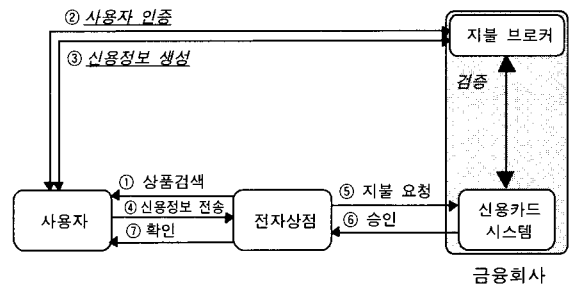 ② 사용자 인증
지불 브로커
③ 신용정보 생성
검증
① 상품검색
⑤ 지불 요청
사용자
④신용정보 전송
전자상점
신용카드
시스템
⑥ 승인
⑦확인
금융회사